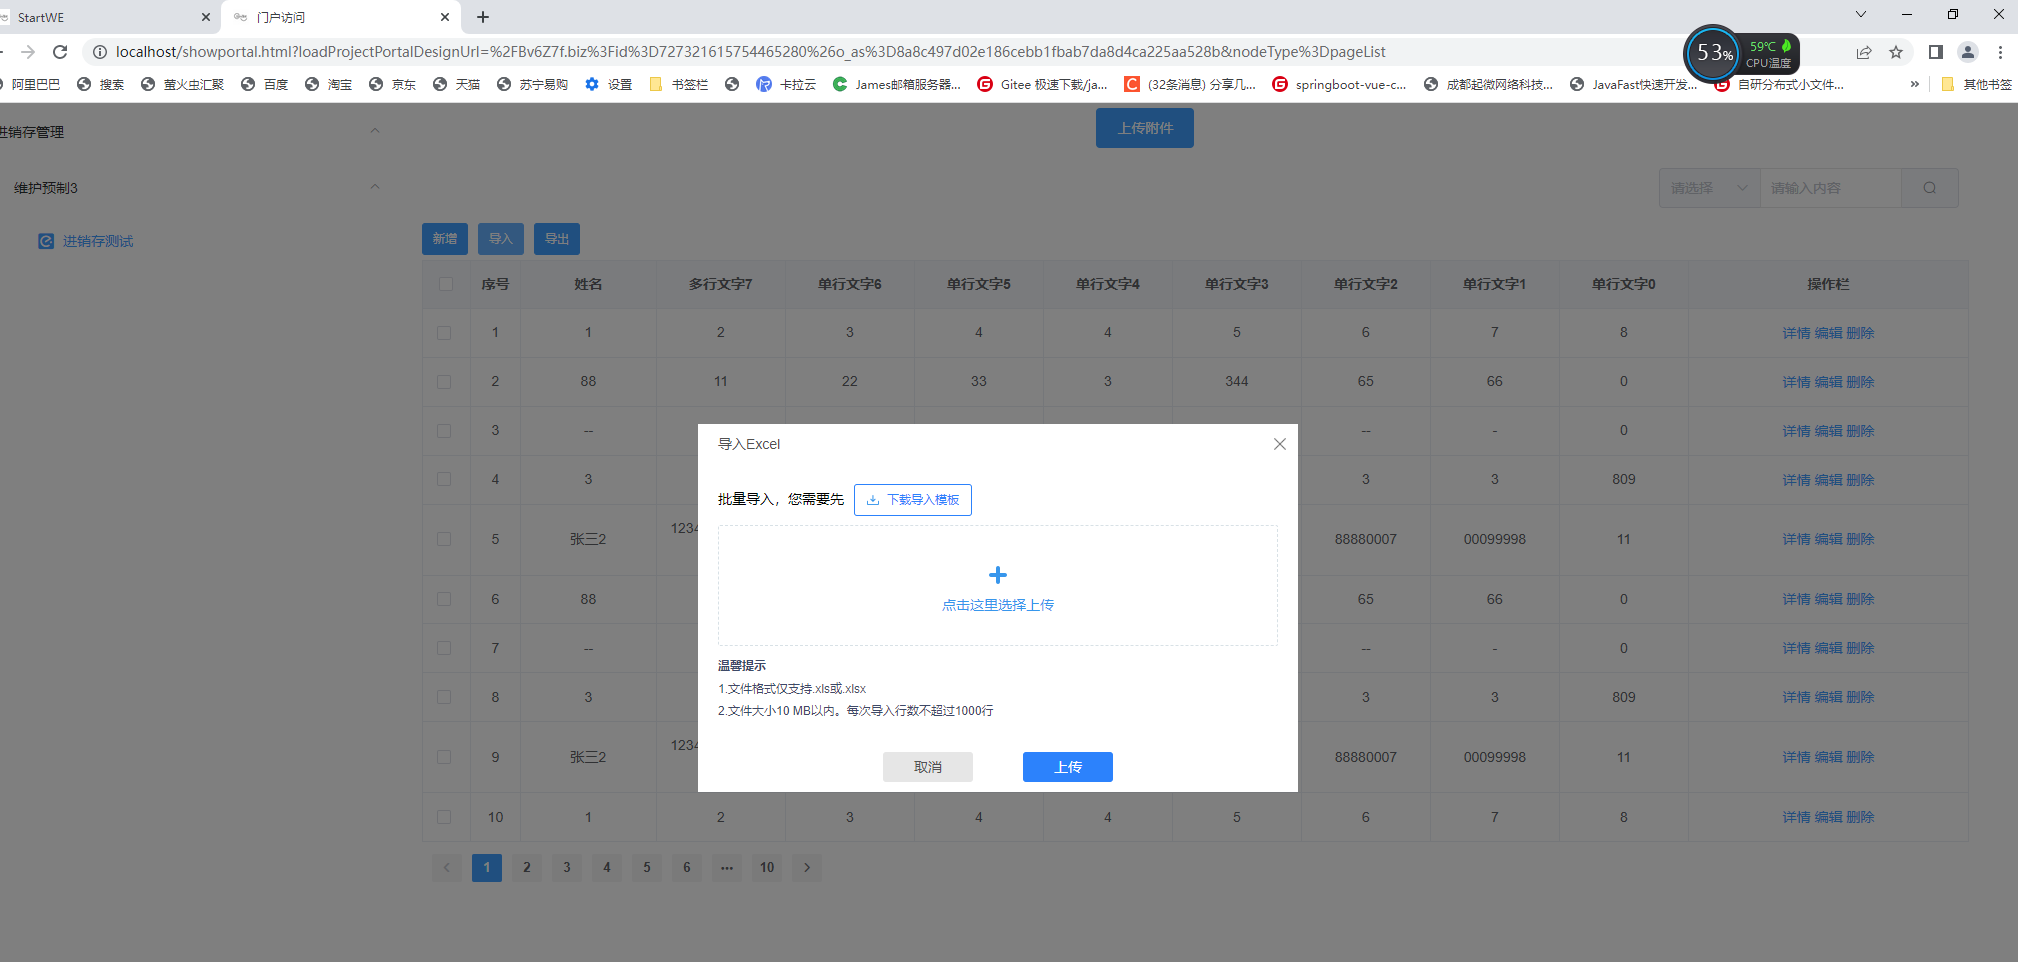 StartWE
门户访问
localhost/showportal.html?loadProjectPortalDesignUrl=%2FBv6Z7f.biz%3Fid%3D727321615754465280%26o_as%3D8a8c497d02e186cebb1fbab7da8d4ca225aa528b&nodeType%3DpageList
53%
59℃
CPU温度
阿里巴巴 搜索 萤火虫汇聚 百度 淘宝 京东 天猫 苏宁易购 设置 书签栏 卡拉云 James邮箱服务器... Gitee 极速下载/ja... (32条消息) 分享几... springboot-vue-c... 成都起微网络科技... JavaFast快速开发... 自研分布式小文件... » 其他书签
进销存管理
上传附件
维护预制3
请选择 请输入内容
进销存测试
新增 导入 导出
序号 姓名 多行文字7 单行文字6 单行文字5 单行文字4 单行文字3 单行文字2 单行文字1 单行文字0 操作栏
1 1 2 3 4 4 5 6 7 8 详情 编辑 删除
2 88 11 22 33 3 344 65 66 0 详情 编辑 删除
3 -- -- - 0 详情 编辑 删除
4 3 3 3 809 详情 编辑 删除
5 张三2 1234 88880007 00099998 11 详情 编辑 删除
6 88 65 66 0 详情 编辑 删除
7 -- -- - 0 详情 编辑 删除
8 3 3 3 809 详情 编辑 删除
9 张三2 1234 88880007 00099998 11 详情 编辑 删除
10 1 2 3 4 4 5 6 7 8 详情 编辑 删除
1 2 3 4 5 6 ... 10
导入Excel
批量导入，您需要先 下载导入模板
点击这里选择上传
温馨提示
1.文件格式仅支持.xls或.xlsx
2.文件大小10 MB以内。每次导入行数不超过1000行
取消 上传